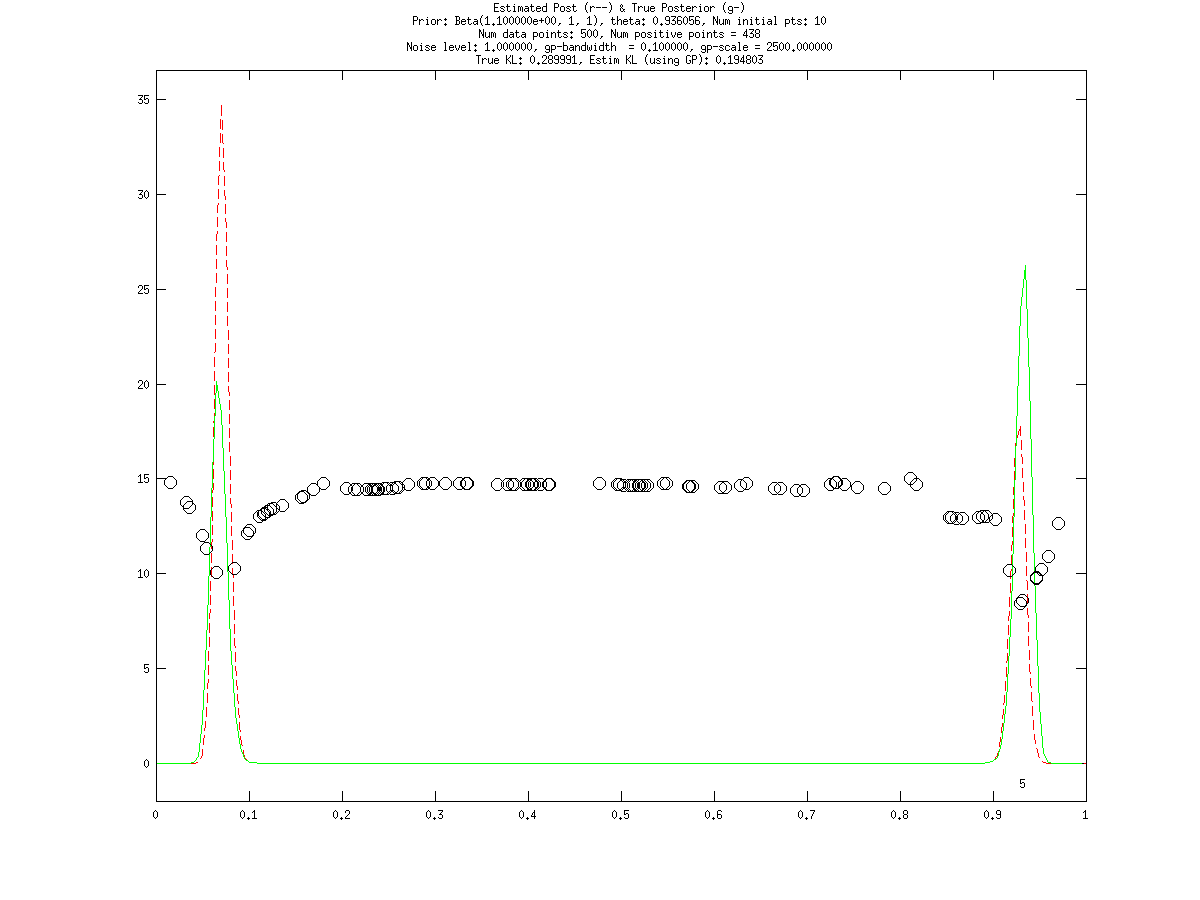 Estimated Post (r--) & True Posterior (g-)
Prior: Beta(1.100000e+00, 1, 1), theta: 0.936056, Num initial pts: 10
Num data points: 500, Num positive points = 438
Noise level: 1.000000, gp-bandwidth  = 0.100000, gp-scale = 2500.000000
True KL: 0.289991, Estim KL (using GP): 0.194803
35
30
25
20
15
10
5
0
5
0 0.1 0.2 0.3 0.4 0.5 0.6 0.7 0.8 0.9 1